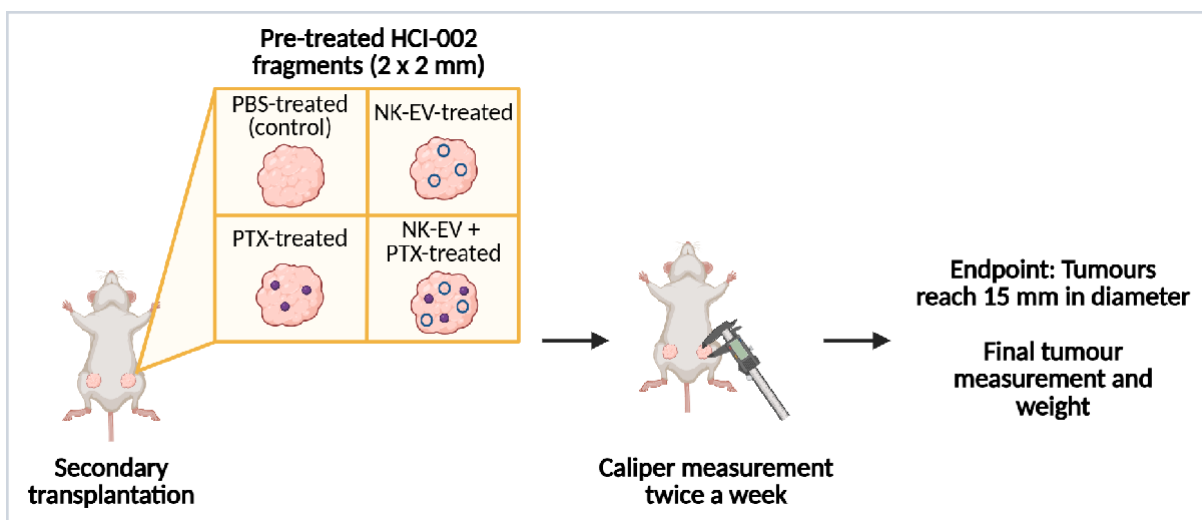 Pre-treated HCI-002
fragments (2 x 2 mm)
PBS-treated
(control)
NK-EV-treated
PTX-treated
NK-EV +
PTX-treated
Secondary
transplantation
Caliper measurement
twice a week
Endpoint: Tumours
reach 15 mm in diameter
Final tumour
measurement and
weight